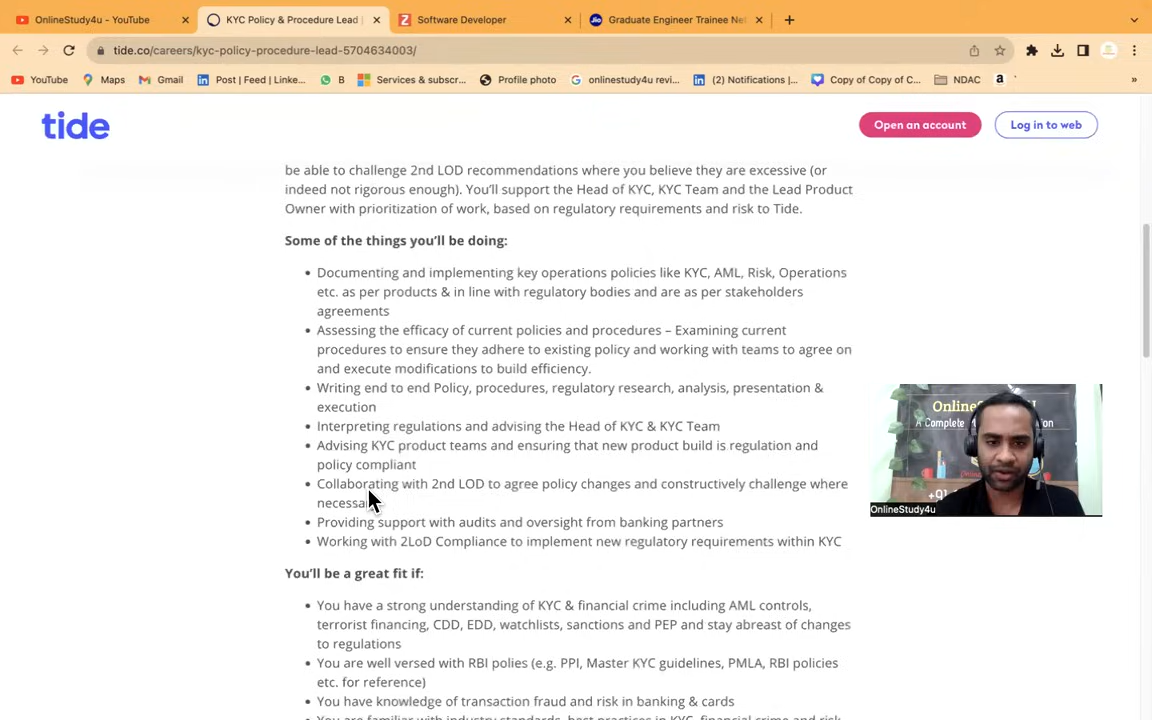 OnlineStudy4u - YouTube
KYC Policy & Procedure Lead
Software Developer
Graduate Engineer Trainee Ne
tide.co/careers/kyc-policy-procedure-lead-5704634003/
YouTube
Maps
Gmail
Post | Feed | Linke...
B
Services & subscr...
Profile photo
onlinestudy4u revi...
(2) Notifications |...
Copy of Copy of C...
NDAC
tide
Open an account
Log in to web
be able to challenge 2nd LOD recommendations where you believe they are excessive (or
indeed not rigorous enough). You'll support the Head of KYC, KYC Team and the Lead Product
Owner with prioritization of work, based on regulatory requirements and risk to Tide.
Some of the things you'll be doing:
• Documenting and implementing key operations policies like KYC, AML, Risk, Operations
etc. as per products & in line with regulatory bodies and are as per stakeholders
agreements
• Assessing the efficacy of current policies and procedures – Examining current
procedures to ensure they adhere to existing policy and working with teams to agree on
and execute modifications to build efficiency.
• Writing end to end Policy, procedures, regulatory research, analysis, presentation &
execution
• Interpreting regulations and advising the Head of KYC & KYC Team
• Advising KYC product teams and ensuring that new product build is regulation and
policy compliant
• Collaborating with 2nd LOD to agree policy changes and constructively challenge where
necessa
• Providing support with audits and oversight from banking partners
• Working with 2LoD Compliance to implement new regulatory requirements within KYC
You'll be a great fit if:
• You have a strong understanding of KYC & financial crime including AML controls,
terrorist financing, CDD, EDD, watchlists, sanctions and PEP and stay abreast of changes
to regulations
• You are well versed with RBI polies (e.g. PPI, Master KYC guidelines, PMLA, RBI policies
etc. for reference)
• You have knowledge of transaction fraud and risk in banking & cards
• You are familiar with industry standards, best practices in KYC, financial crime and risk
A Complete
+91
OnlineStudy4u